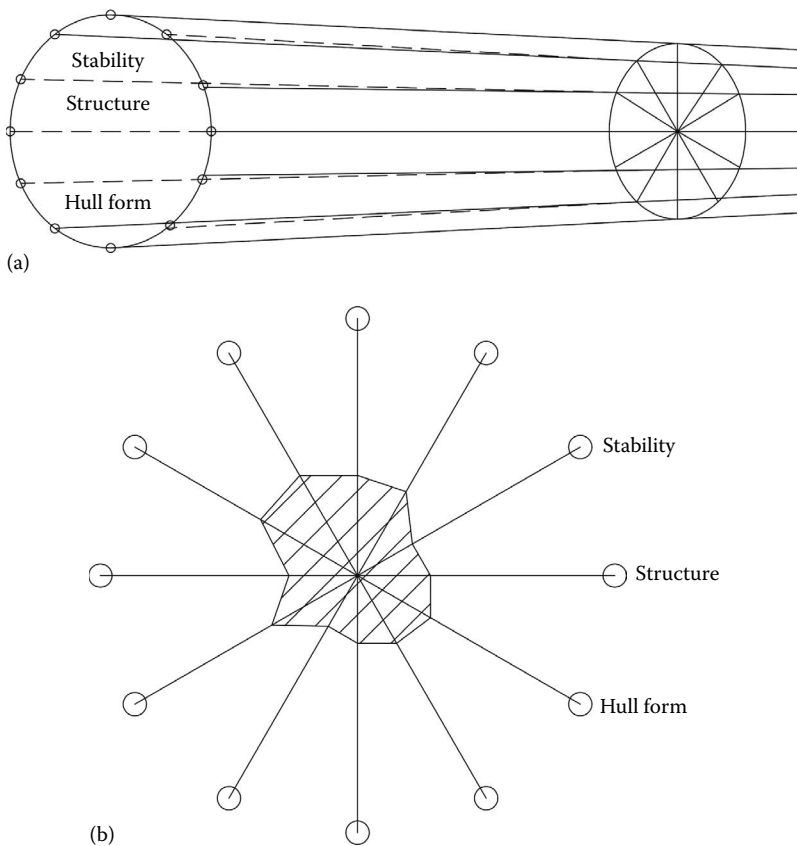 Stability
Structure
Hull form
(a)
Stability
Structure
Hull form
(b)